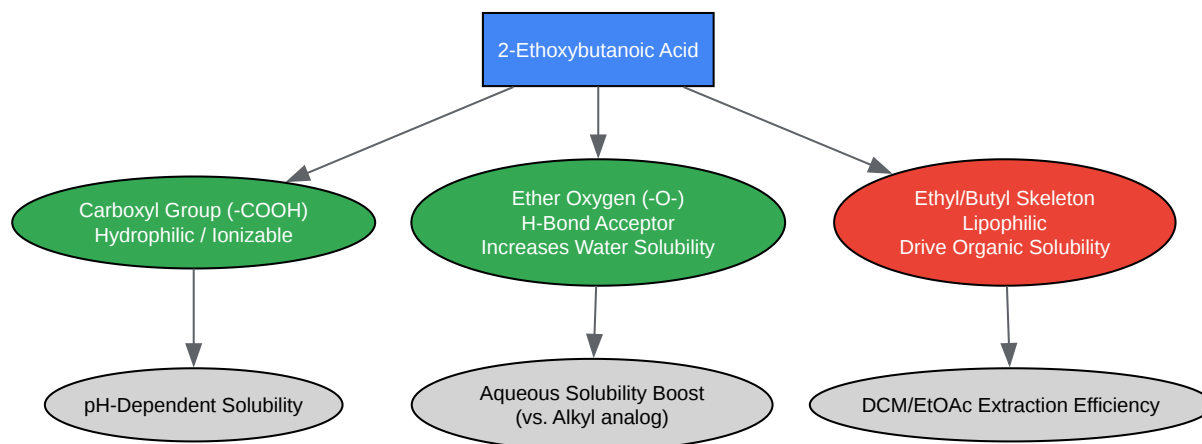 2-Ethoxybutanoic Acid
Carboxyl Group (-COOH)
Hydrophilic / Ionizable
Ether Oxygen (-O-)
H-Bond Acceptor
Increases Water Solubility
Ethyl/Butyl Skeleton
Lipophilic
Drive Organic Solubility
pH-Dependent Solubility
Aqueous Solubility Boost
(vs. Alkyl analog)
DCM/EtOAc Extraction Efficiency